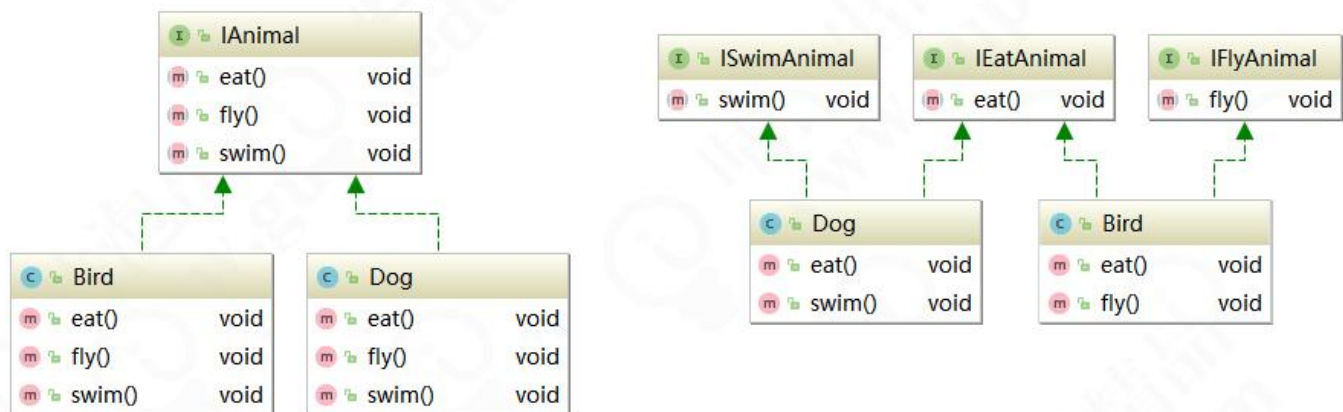 IAnimal
eat() void
fly() void
swim() void
Bird
eat() void
fly() void
swim() void
Dog
eat() void
fly() void
swim() void
ISwimAnimal
swim() void
IEatAnimal
eat() void
IFlyAnimal
fly() void
Dog
eat() void
swim() void
Bird
eat() void
fly() void